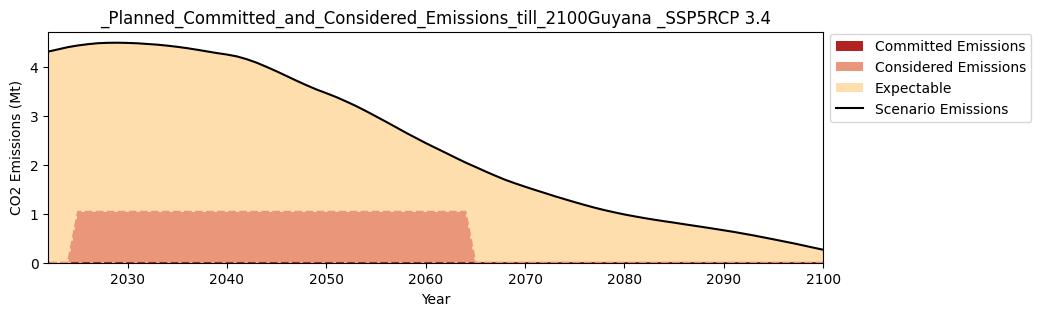 _Planned_Committed_and_Considered_Emissions_till_2100Guyana _SSP5RCP 3.4
Committed Emissions
Considered Emissions
Expectable
Scenario Emissions
CO2 Emissions (Mt)
4
3
2
1
0
2030 2040 2050 2060 2070 2080 2090 2100
Year